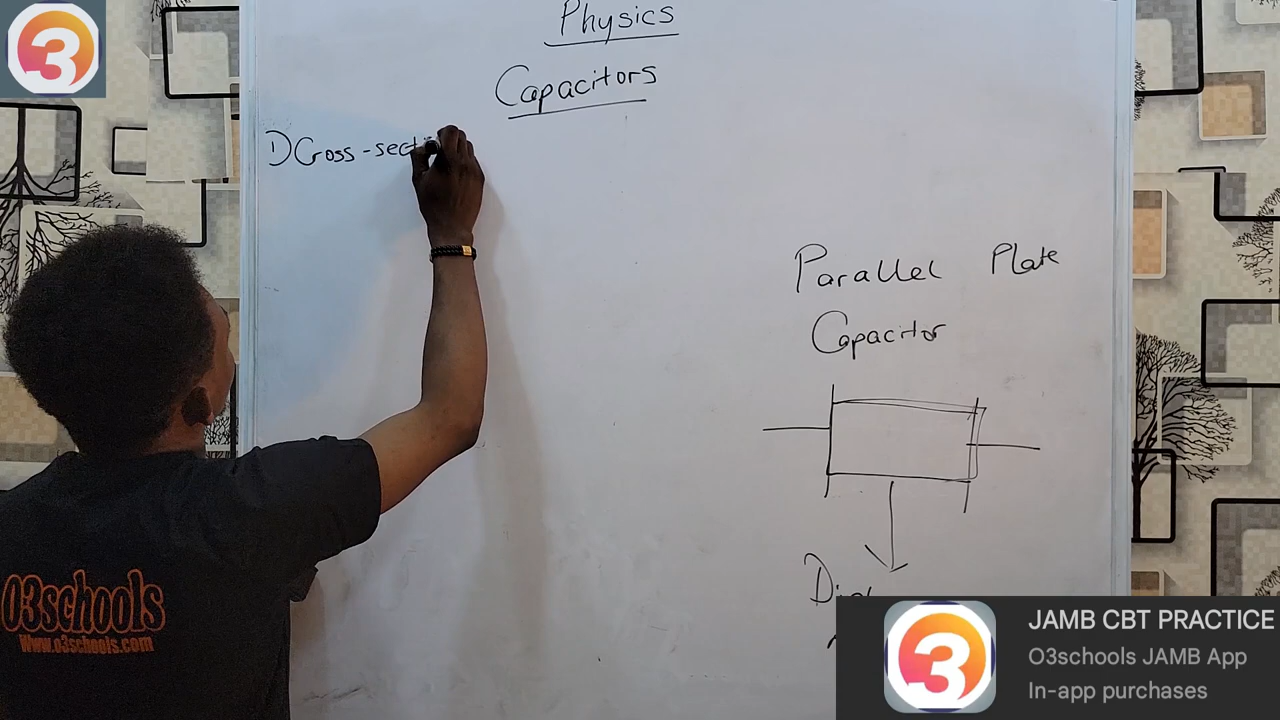 Physics
Capacitors
1) Cross-secti
Parallel Plate
Capacitor
O3schools
Www.o3schools.com
JAMB CBT PRACTICE
O3schools JAMB App
In-app purchases